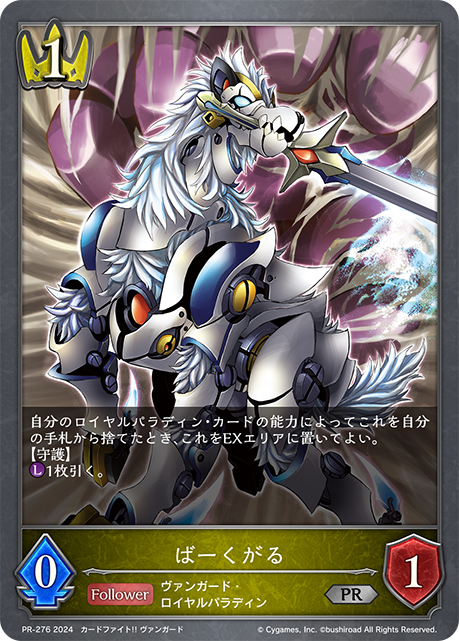 1
自分のロイヤルパラディン・カードの能力によってこれを自分
の手札から捨てたとき、これをEXエリアに置いてよい。
【守護】
L 1枚引く。
ばーくがる
0
Follower
ヴァンガード・
ロイヤルパラディン
PR
1
PR-276 2024 カードファイト!! ヴァンガード
© Cygames, Inc. ©bushiroad All Rights Reserved.